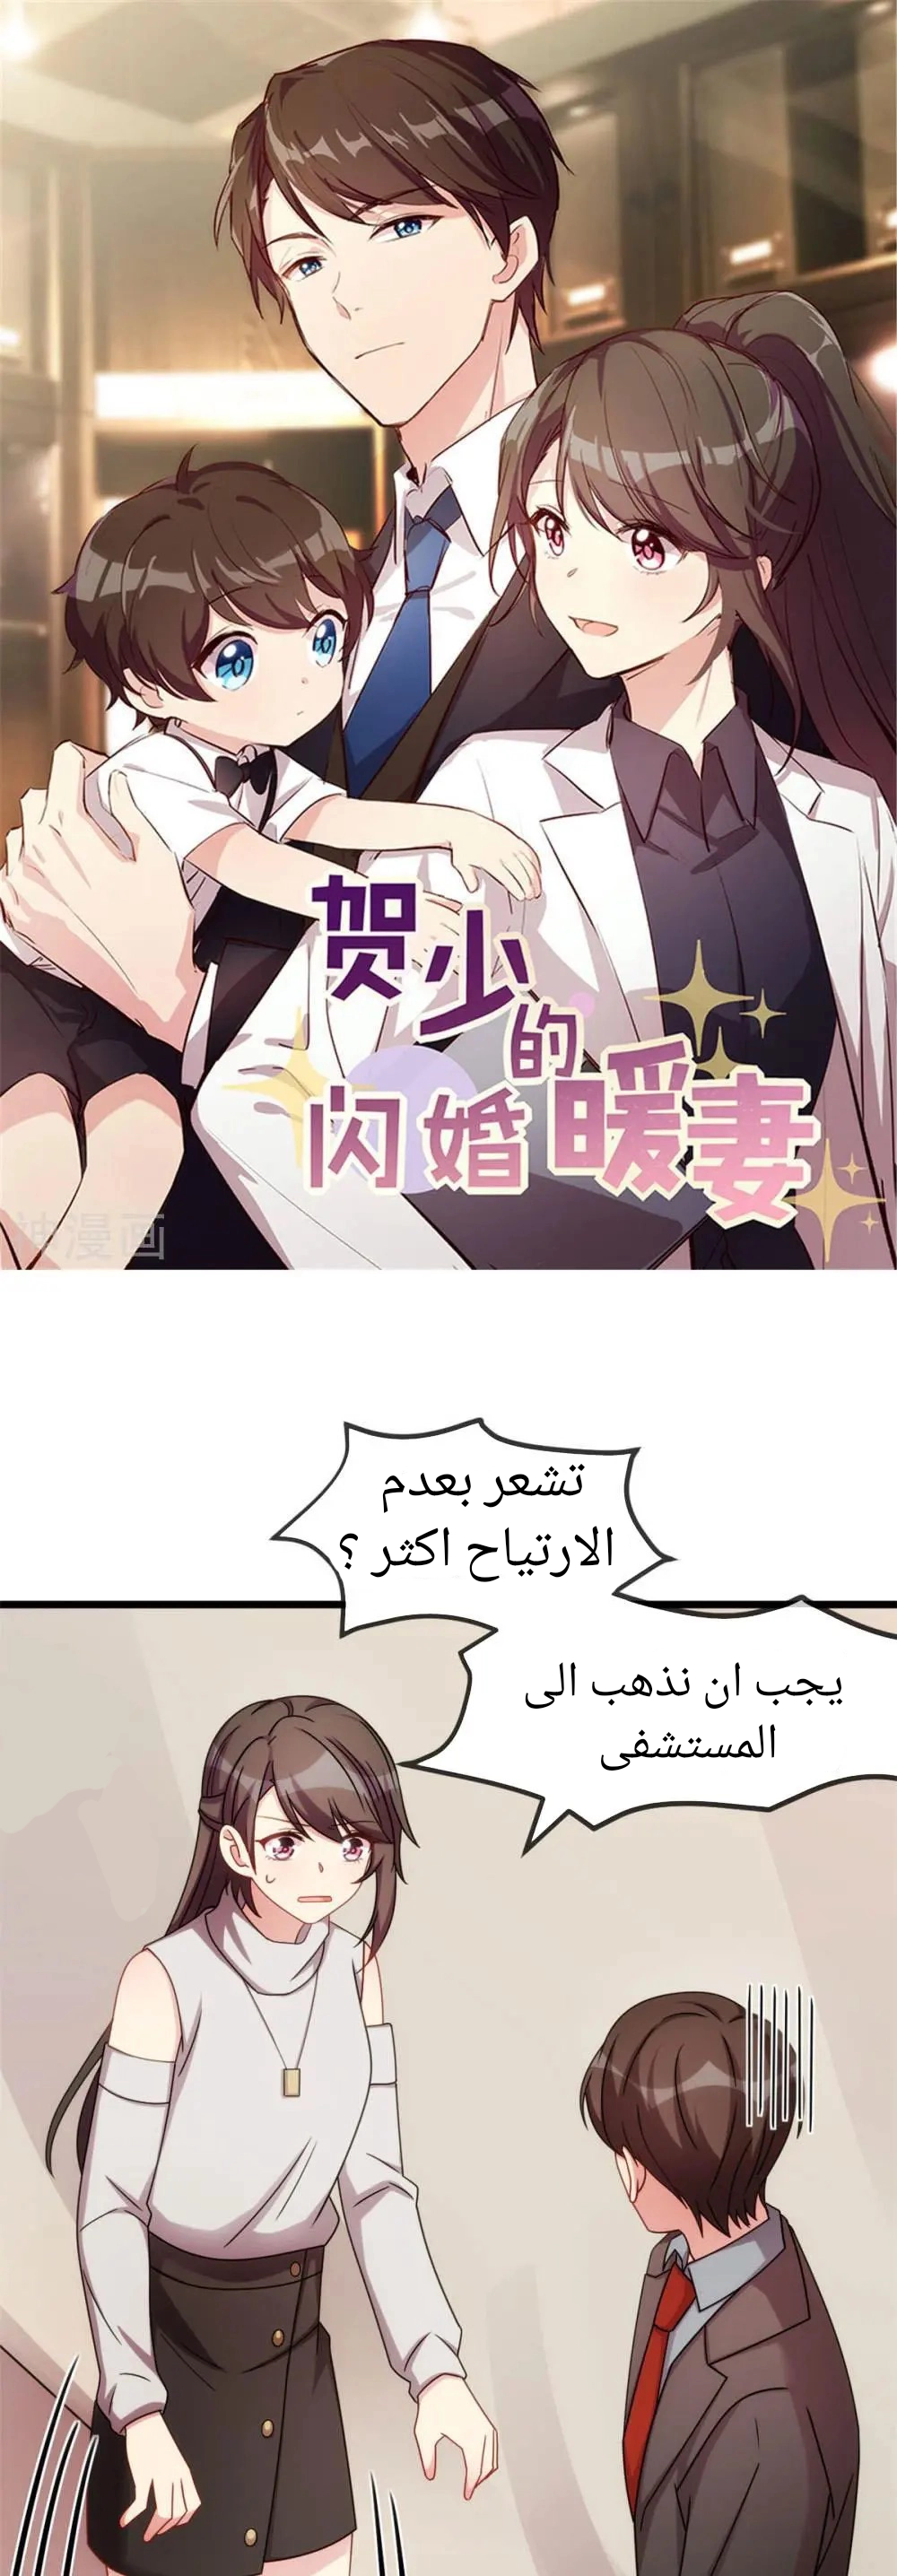 贺少的
闪婚暖妻
神漫画
تشعر بعدم
الارتياح اكثر ؟
يجب ان نذهب الى
المستشفى